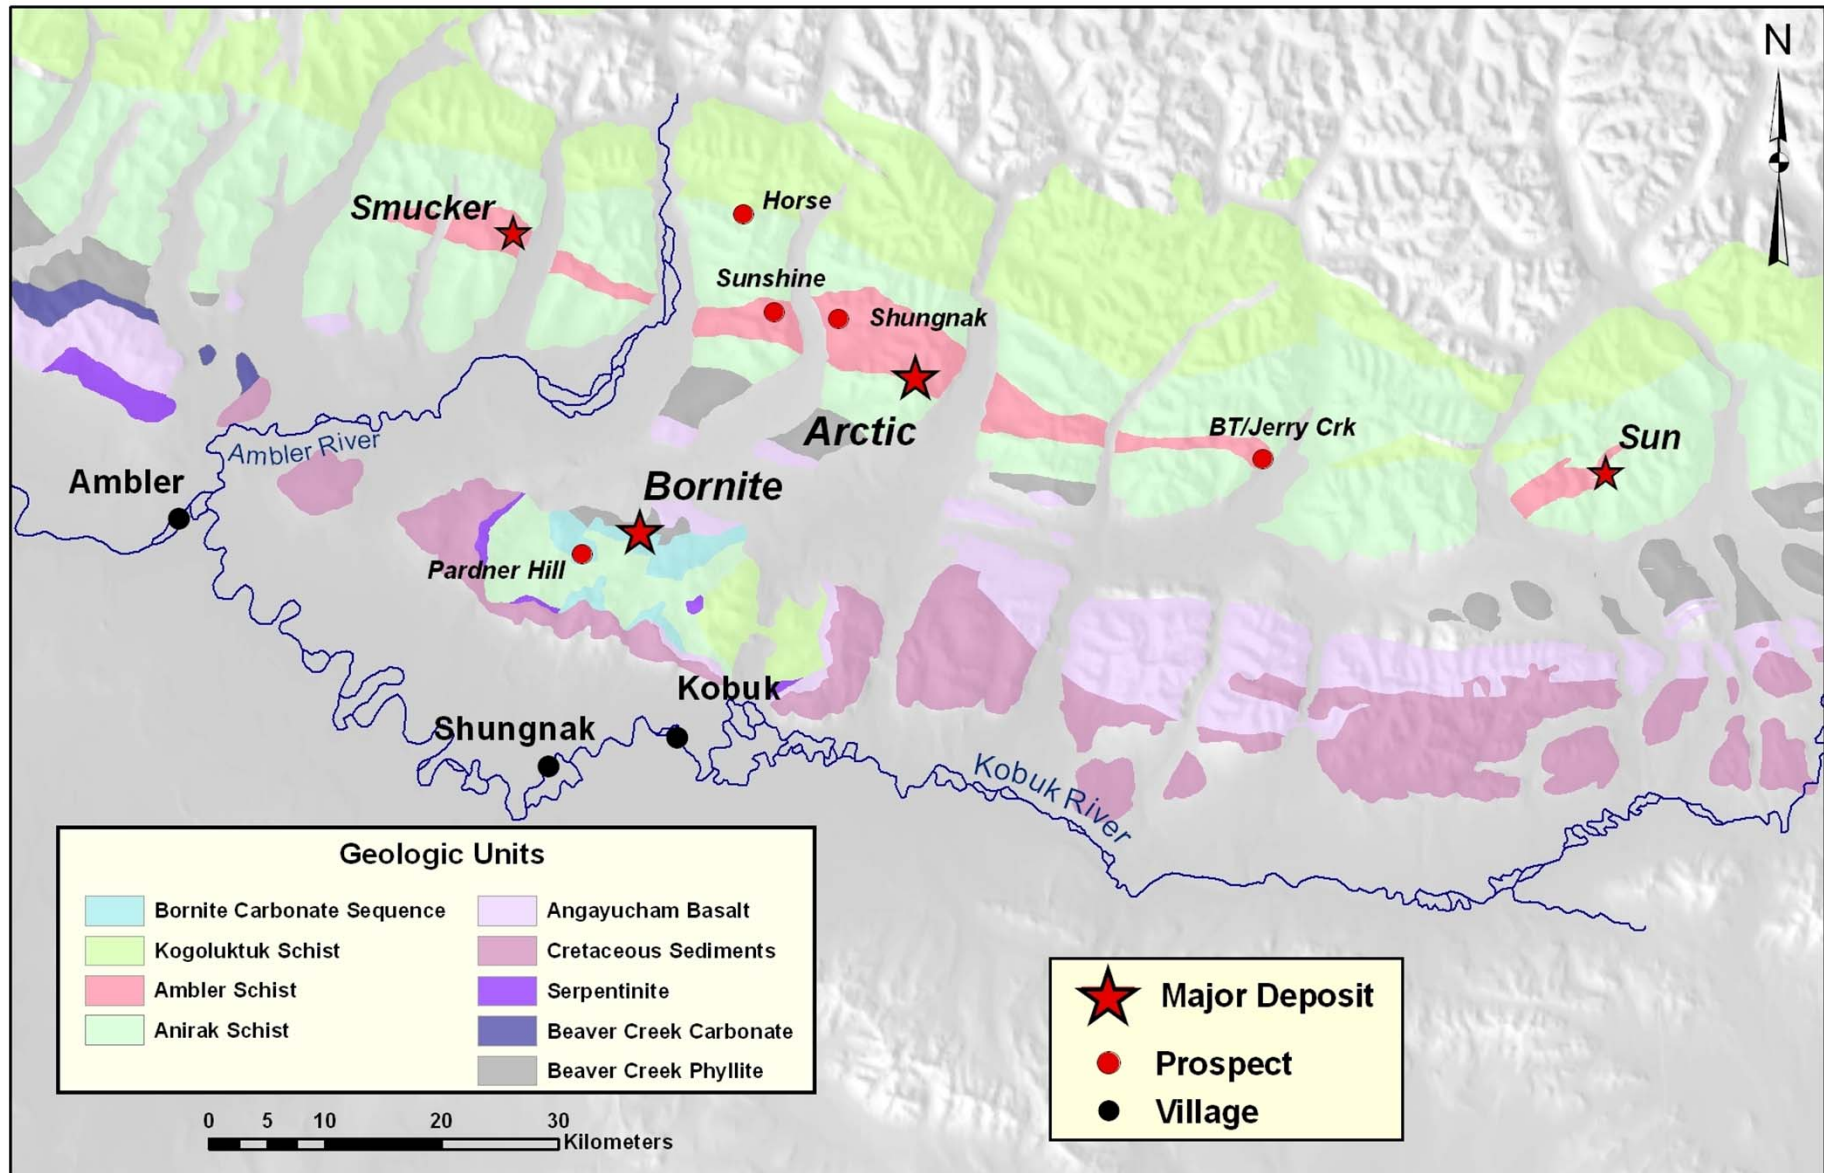 N
Smucker
Horse
Sunshine
Shungnak
Arctic
BT/Jerry Crk
Sun
Ambler River
Ambler
Bornite
Pardner Hill
Kobuk
Shungnak
Kobuk River
Geologic Units
Bornite Carbonate Sequence
Kogoluktuk Schist
Ambler Schist
Anirak Schist
Angayucham Basalt
Cretaceous Sediments
Serpentinite
Beaver Creek Carbonate
Beaver Creek Phyllite
Major Deposit
Prospect
Village
0 5 10 20 30
Kilometers